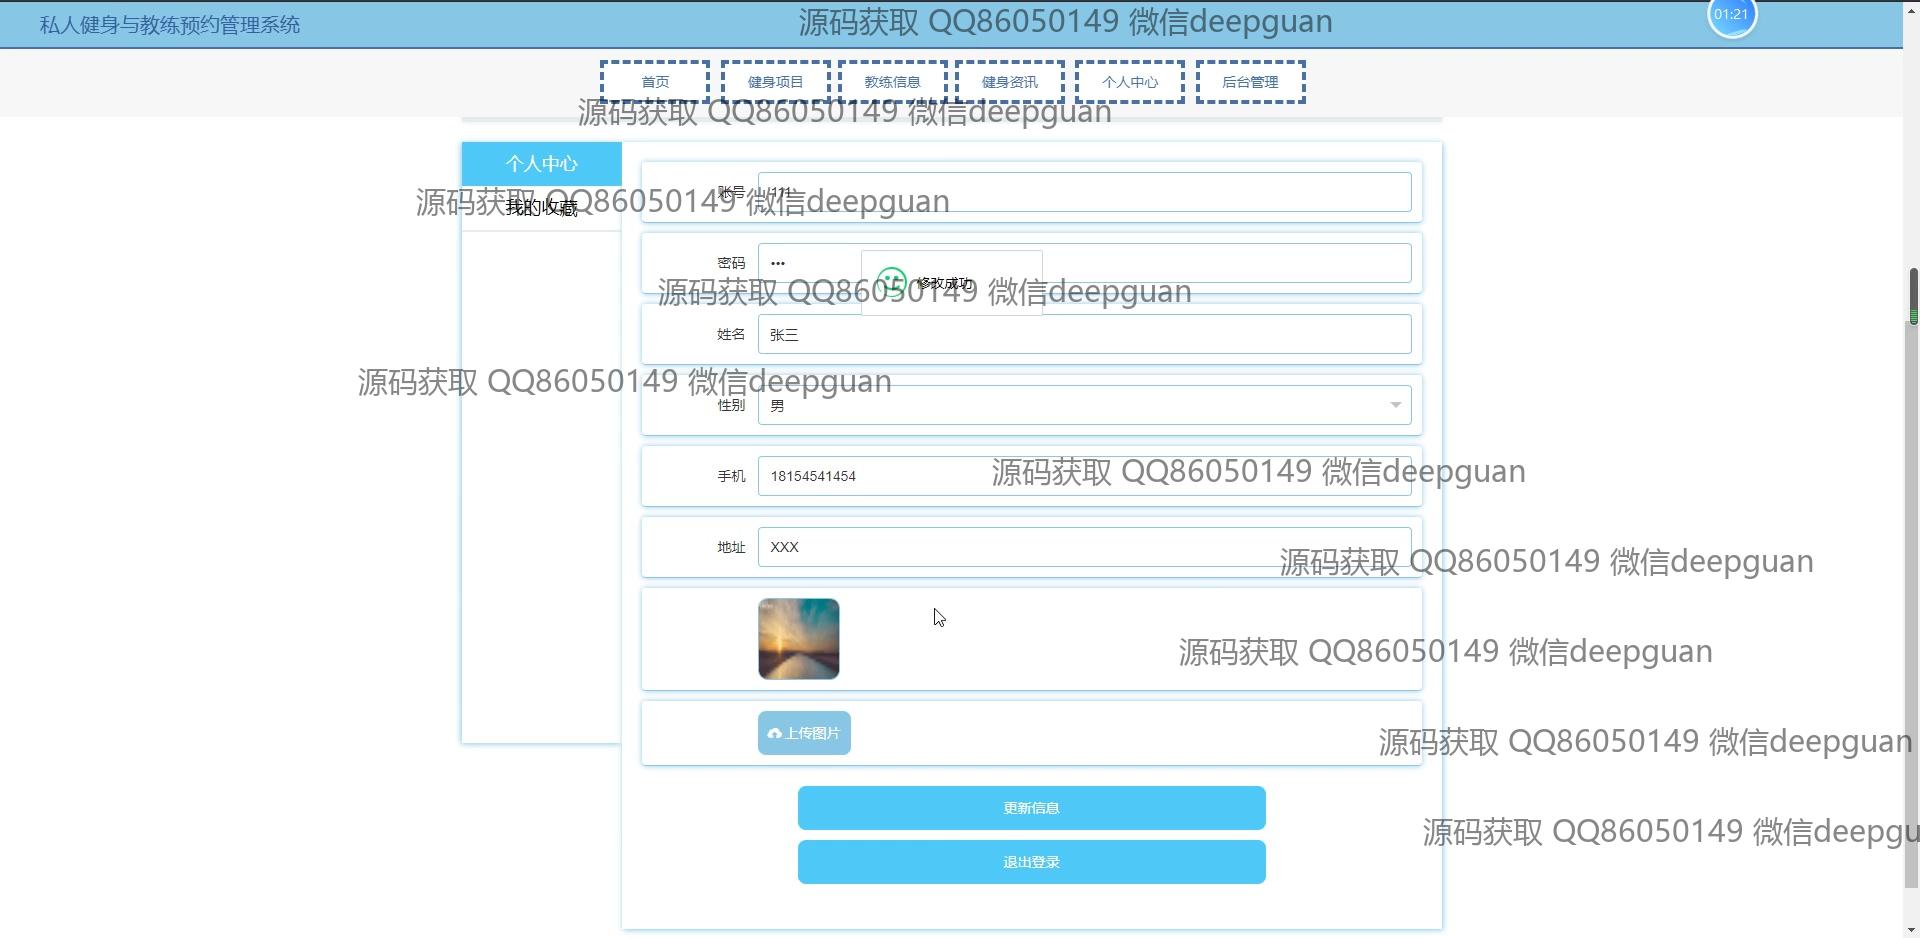 私人健身与教练预约管理系统
源码获取 QQ86050149 微信deepguan
01:21
首页
健身项目
教练信息
健身资讯
个人中心
后台管理
源码获取 QQ86050149 微信deepguan
个人中心
账号
111
源码获取 QQ86050149 微信deepguan
我的收藏
密码
•••
修改成功
源码获取 QQ86050149 微信deepguan
姓名
张三
源码获取 QQ86050149 微信deepguan
性别
男
手机
18154541454
源码获取 QQ86050149 微信deepguan
地址
XXX
源码获取 QQ86050149 微信deepguan
源码获取 QQ86050149 微信deepguan
上传图片
源码获取 QQ86050149 微信deepguan
更新信息
源码获取 QQ86050149 微信deepgu
退出登录